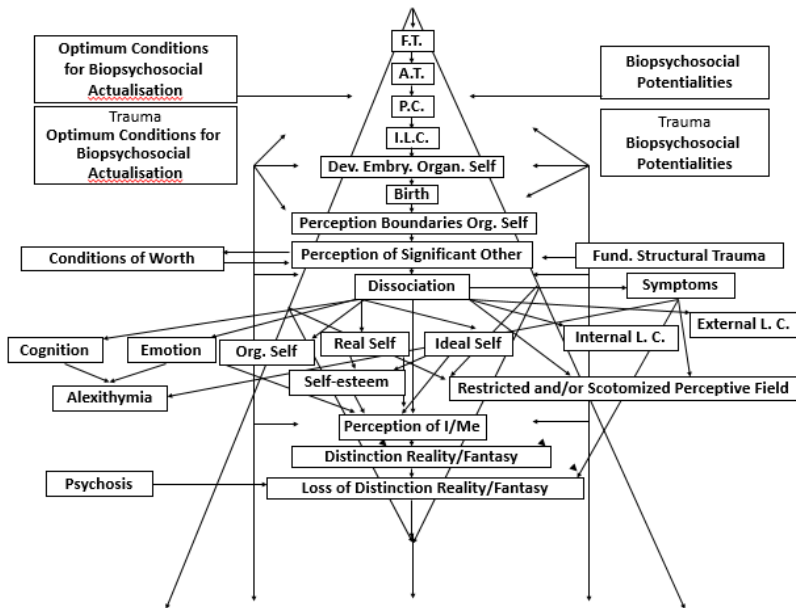 F.T.
Optimum Conditions
for Biopsychosocial
Actualisation
A.T.
Biopsychosocial
Potentialities
P.C.
Trauma
Optimum Conditions for
Biopsychosocial
Actualisation
I.L.C.
Trauma
Biopsychosocial
Potentialities
Dev. Embry. Organ. Self
Birth
Perception Boundaries Org. Self
Conditions of Worth
Perception of Significant Other
Fund. Structural Trauma
Dissociation
Symptoms
Cognition
Emotion
Org. Self
Real Self
Ideal Self
Internal L. C.
External L. C.
Alexithymia
Self-esteem
Restricted and/or Scotomized Perceptive Field
Perception of I/Me
Distinction Reality/Fantasy
Psychosis
Loss of Distinction Reality/Fantasy